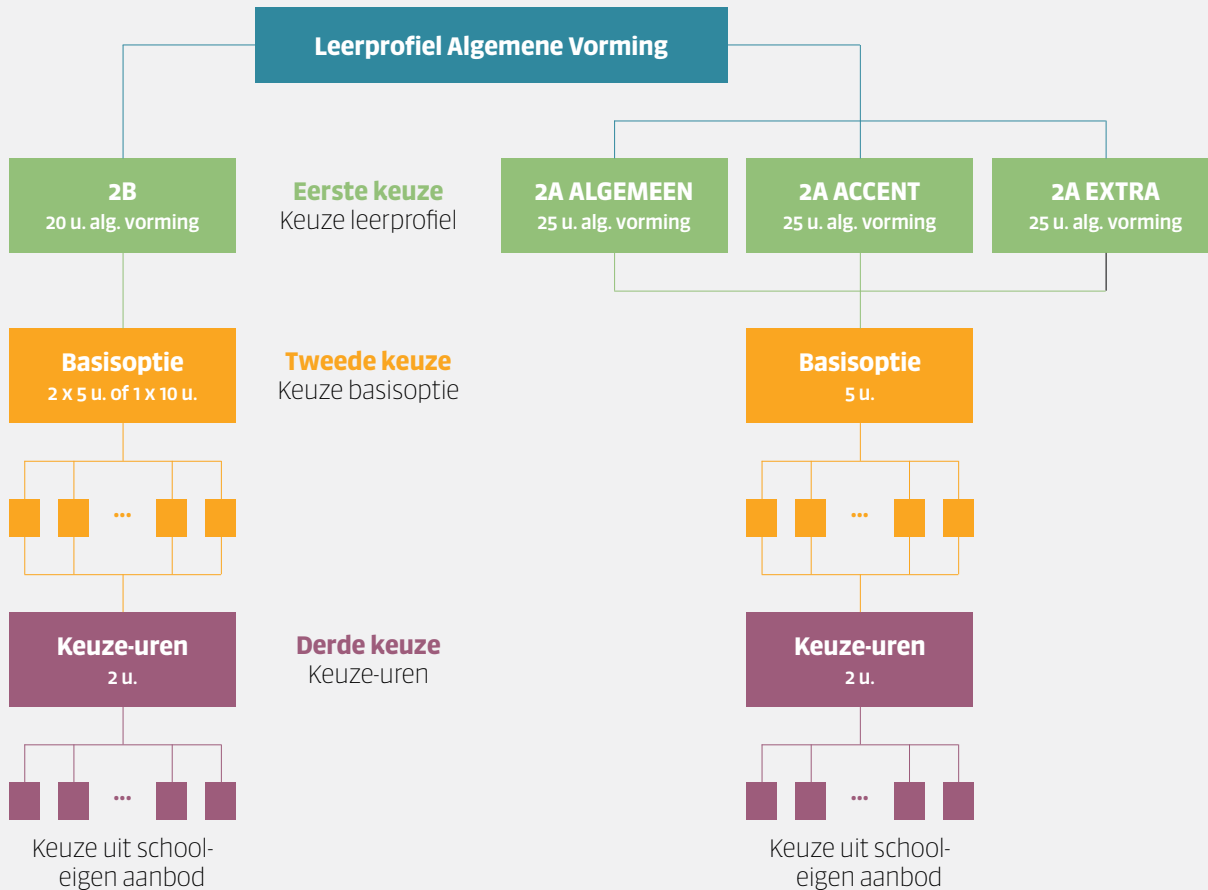 Leerprofiel Algemene Vorming
2B
20 u. alg. vorming
Eerste keuze
Keuze leerprofiel
2A ALGEMEEN
25 u. alg. vorming
2A ACCENT
25 u. alg. vorming
2A EXTRA
25 u. alg. vorming
Basisoptie
2 x 5 u. of 1 x 10 u.
Tweede keuze
Keuze basisoptie
Basisoptie
5 u.
...
...
Keuze-uren
2 u.
Derde keuze
Keuze-uren
Keuze-uren
2 u.
...
...
Keuze uit school-
eigen aanbod
Keuze uit school-
eigen aanbod